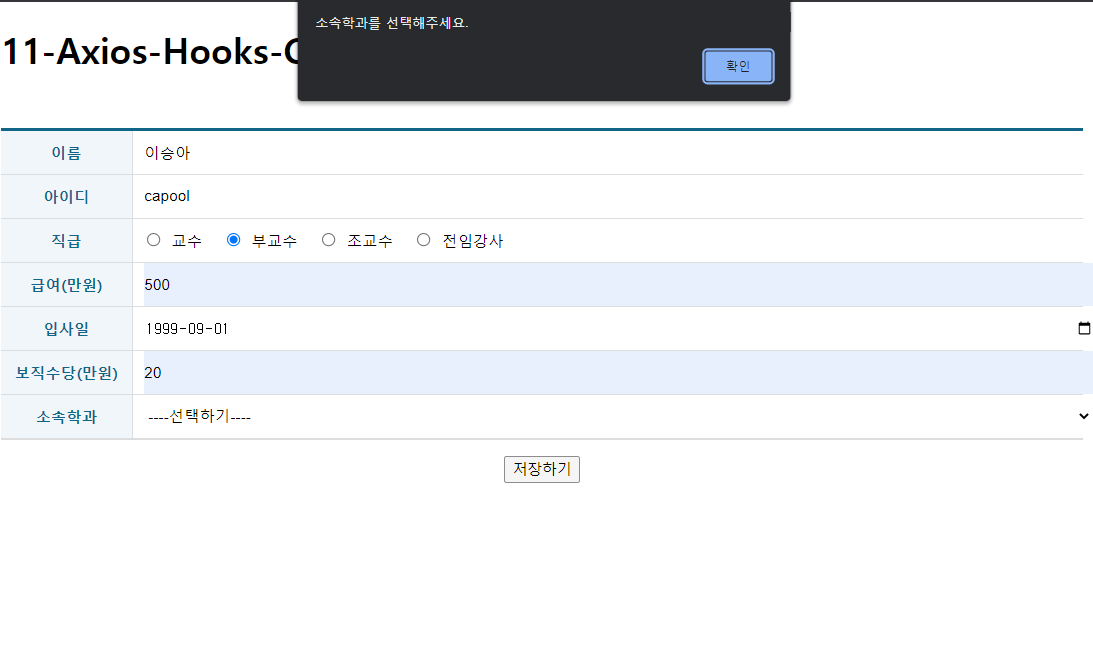 소속학과를 선택해주세요.
확인
11-Axios-Hooks-
이름 이승아
아이디 capool
직급 교수 부교수 조교수 전임강사
급여(만원) 500
입사일 1999-09-01
보직수당(만원) 20
소속학과 ----선택하기----
저장하기